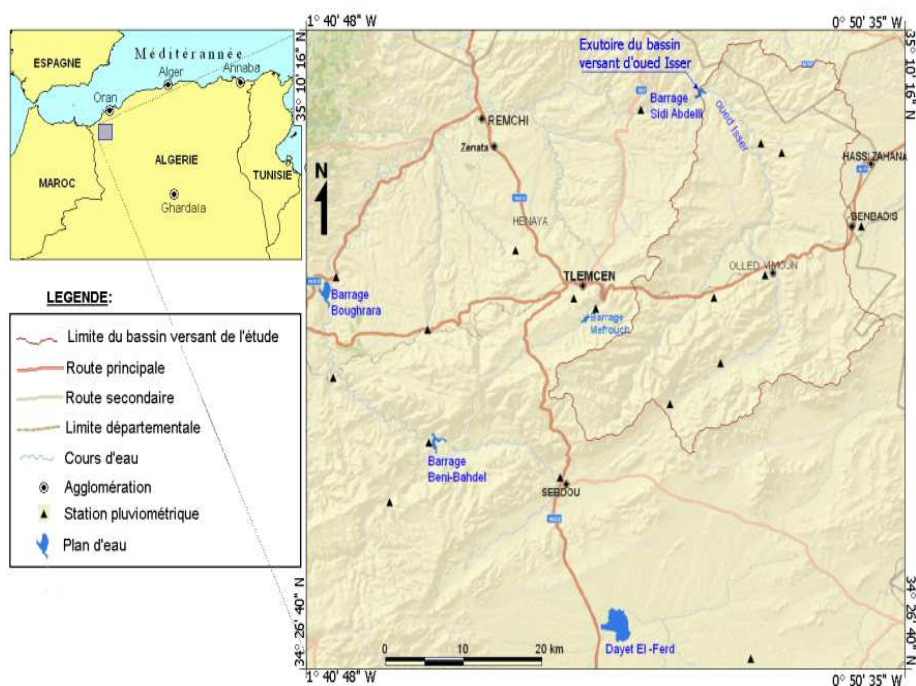 1° 40' 48" W
0° 50' 35" W
35° 10' 16" N
35° 10' 16" N
ESPAGNE
Méditérannée
Alger
Annaba
Oran
MAROC
ALGERIE
TUNISIE
Ghardala
N
Exutoire du bassin
versant d'oued Isser
Barrage
Sidi Abdelli
oued Isser
REMCHI
Zenata
HASSI ZAHANA
BENBADIS
HENAYA
TLEMCEN
Barrage
Boughrara
Barrage
Mefrouch
Barrage
Beni-Bahdel
SEBDOU
Dayet El -Ferd
LEGENDE:
Limite du bassin versant de l'étude
Route principale
Route secondaire
Limite départementale
Cours d'eau
Agglomération
Station pluviométrique
Plan d'eau
34° 26' 40" N
34° 26' 40" N
0 10 20 km
1° 40' 48" W
0° 50' 35" W